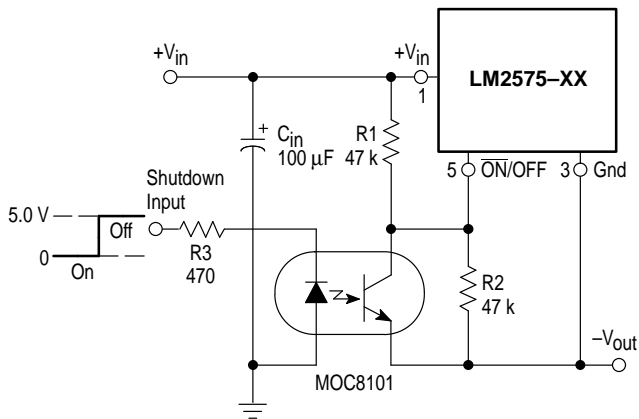 +Vin
+Vin
1
LM2575–XX
Cin
100 µF
R1
47 k
5
ON/OFF
3
Gnd
Shutdown
Input
5.0 V
Off
0
On
R3
470
R2
47 k
–Vout
MOC8101